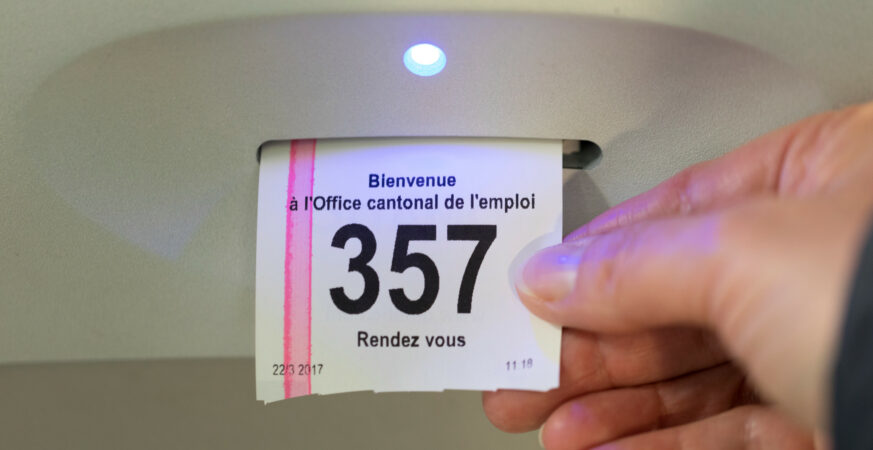 Bienvenue
à l'Office cantonal de l'emploi
357
Rendez vous
22/3 2017 11.18